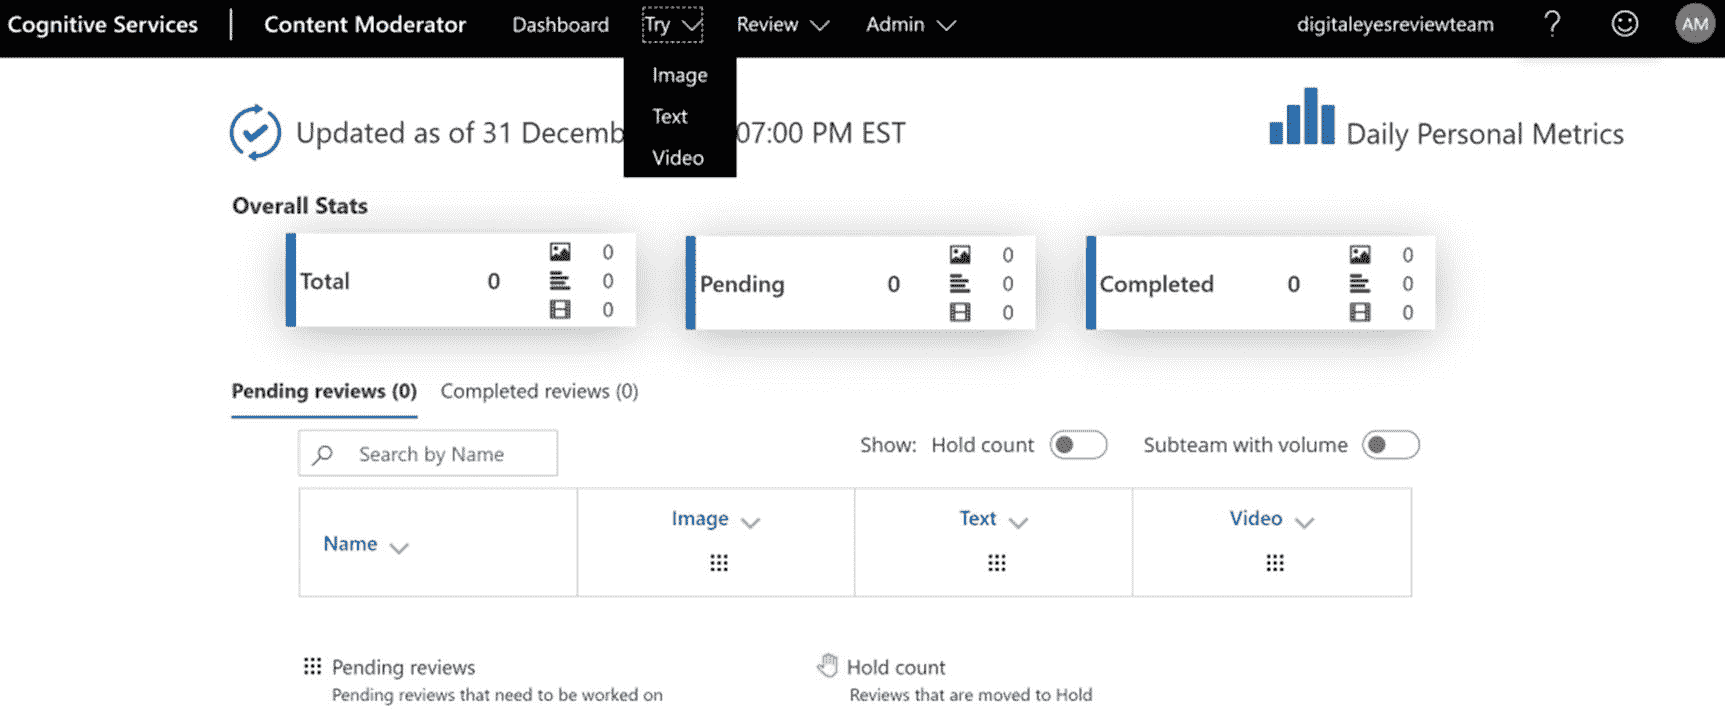 Cognitive Services Content Moderator Dashboard Try Review Admin digitaleyesreviewteam ? AM
Image
Text
Video
Updated as of 31 Decemb 07:00 PM EST
Daily Personal Metrics
Overall Stats
Total 0 0 0 0
Pending 0 0 0 0
Completed 0 0 0 0
Pending reviews (0) Completed reviews (0)
Search by Name
Show: Hold count Subteam with volume
Name Image Text Video
Pending reviews
Pending reviews that need to be worked on
Hold count
Reviews that are moved to Hold